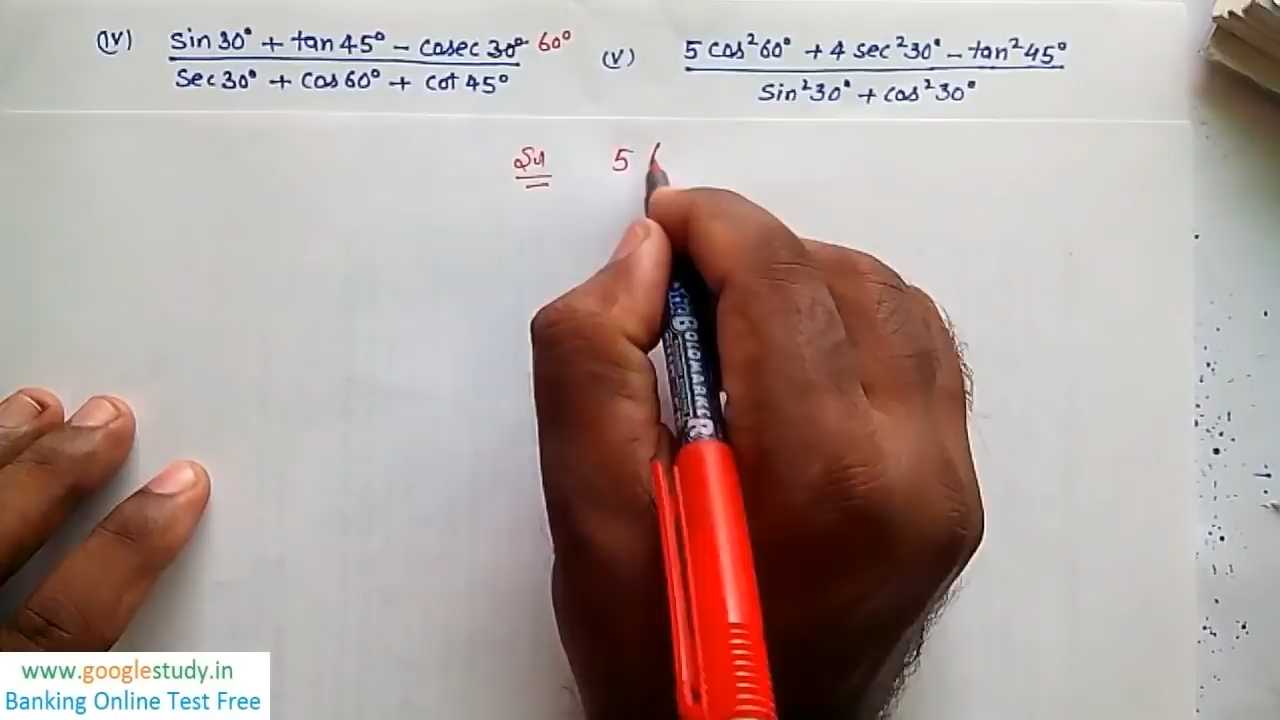 (iv) sin 30° + tan 45° - cosec 30° 60°
sec 30° + cos 60° + cot 45°
(v) 5 cos²60° + 4 sec²30° - tan²45°
sin²30° + cos²30°
5 (
BOLDMARKER
www.googlestudy.in
Banking Online Test Free